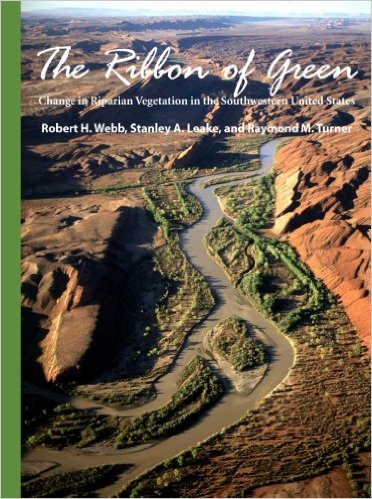 The Ribbon of Green
Change in Riparian Vegetation in the Southwestern United States
Robert H. Webb, Stanley A. Leake, and Raymond M. Turner